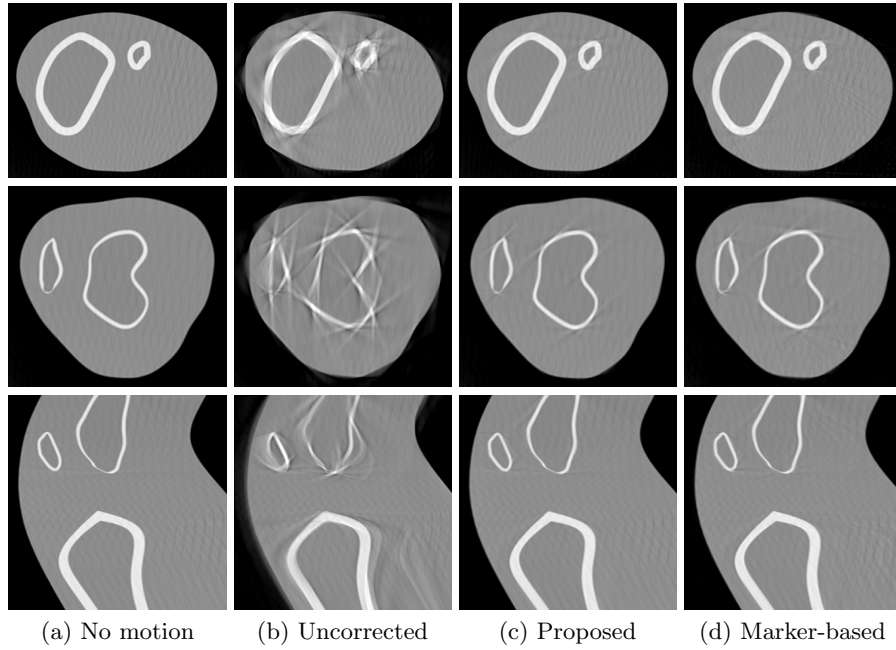 (a) No motion
(b) Uncorrected
(c) Proposed
(d) Marker-based